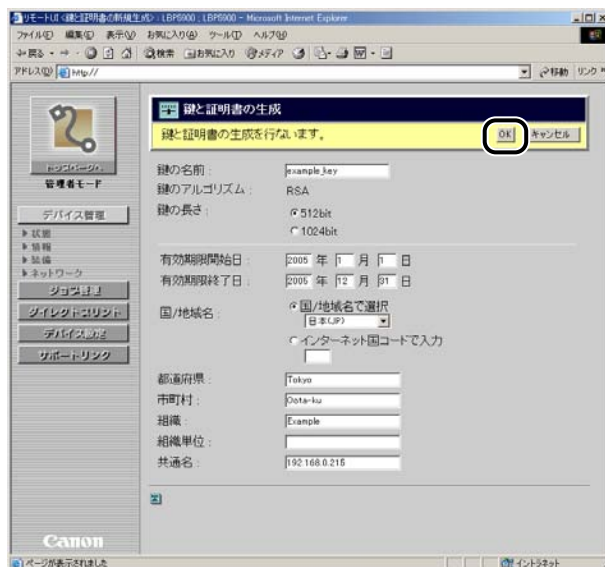 リモートUI <鍵と証明書の新規生成> : LBP5900 ; LBP5900 - Microsoft Internet Explorer
ファイル(F) 編集(E) 表示(V) お気に入り(A) ツール(T) ヘルプ(H)
戻る 検索 お気に入り メディア
アドレス(D) http:// 移動 リンク
鍵と証明書の生成
鍵と証明書の生成を行ないます。 OK キャンセル
トップページへ
管理者モード
デバイス管理
状態
情報
装備
ネットワーク
ジョブ管理
ダイレクトプリント
デバイス設定
サポートリンク
鍵の名前 : example_key
鍵のアルゴリズム : RSA
鍵の長さ : 512bit
1024bit
有効期限開始日 : 2005 年 1 月 1 日
有効期限終了日 : 2005 年 12 月 31 日
国/地域名 : 国/地域名で選択
日本(JP)
インターネット国コードで入力
都道府県 : Tokyo
市町村 : Oota-ku
組織 : Example
組織単位 :
共通名 : 192.168.0.215
Canon
ページが表示されました イントラネット